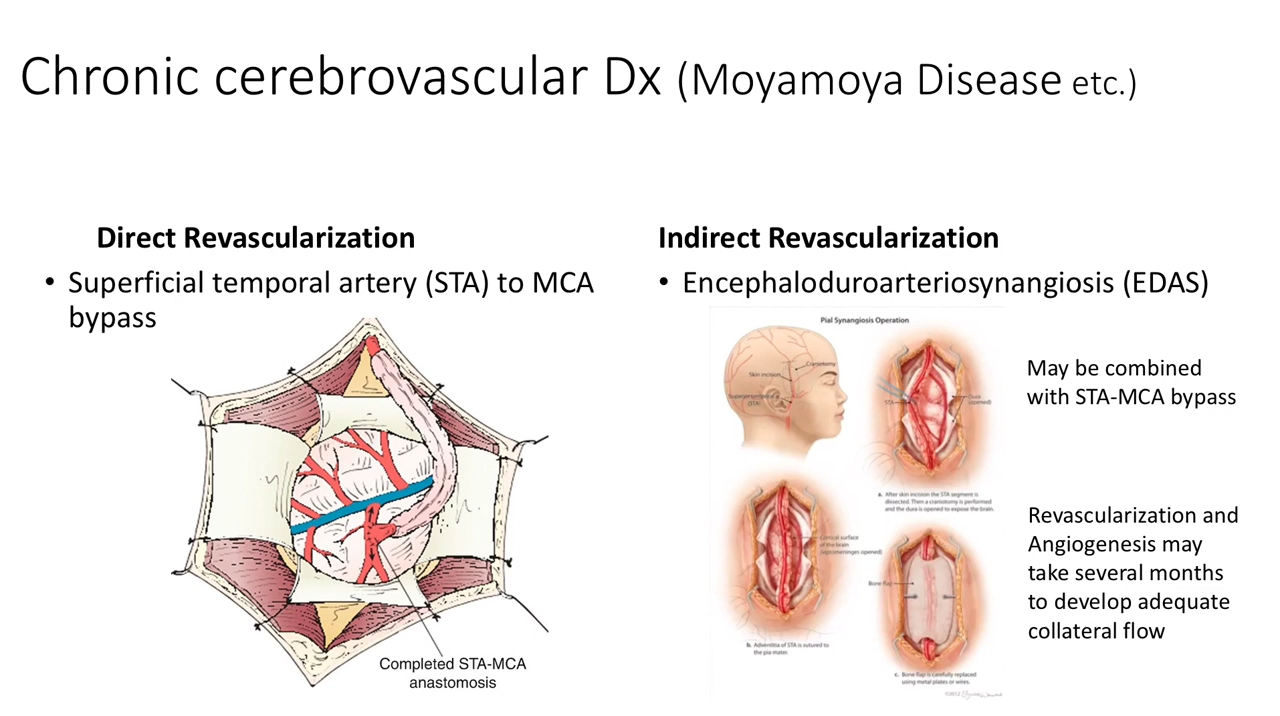 Chronic cerebrovascular Dx (Moyamoya Disease etc.)
Direct Revascularization
• Superficial temporal artery (STA) to MCA
bypass
Completed STA-MCA
anastomosis
Indirect Revascularization
• Encephaloduroarteriosynangiosis (EDAS)
Pial Synangiosis Operation
Craniotomy
Skin incision
(STA)
STA
Dura
(opened)
a. After skin incision the STA segment is
dissected. Then a craniotomy is performed
and the dura is opened to expose the brain.
Cortical surface
of the brain
(leptomeninges opened)
b. Adventitia of STA is sutured to
the pia mater.
Bone flap
c. Bone flap is carefully replaced
using metal plates or wires.
©2012
May be combined
with STA-MCA bypass
Revascularization and
Angiogenesis may
take several months
to develop adequate
collateral flow